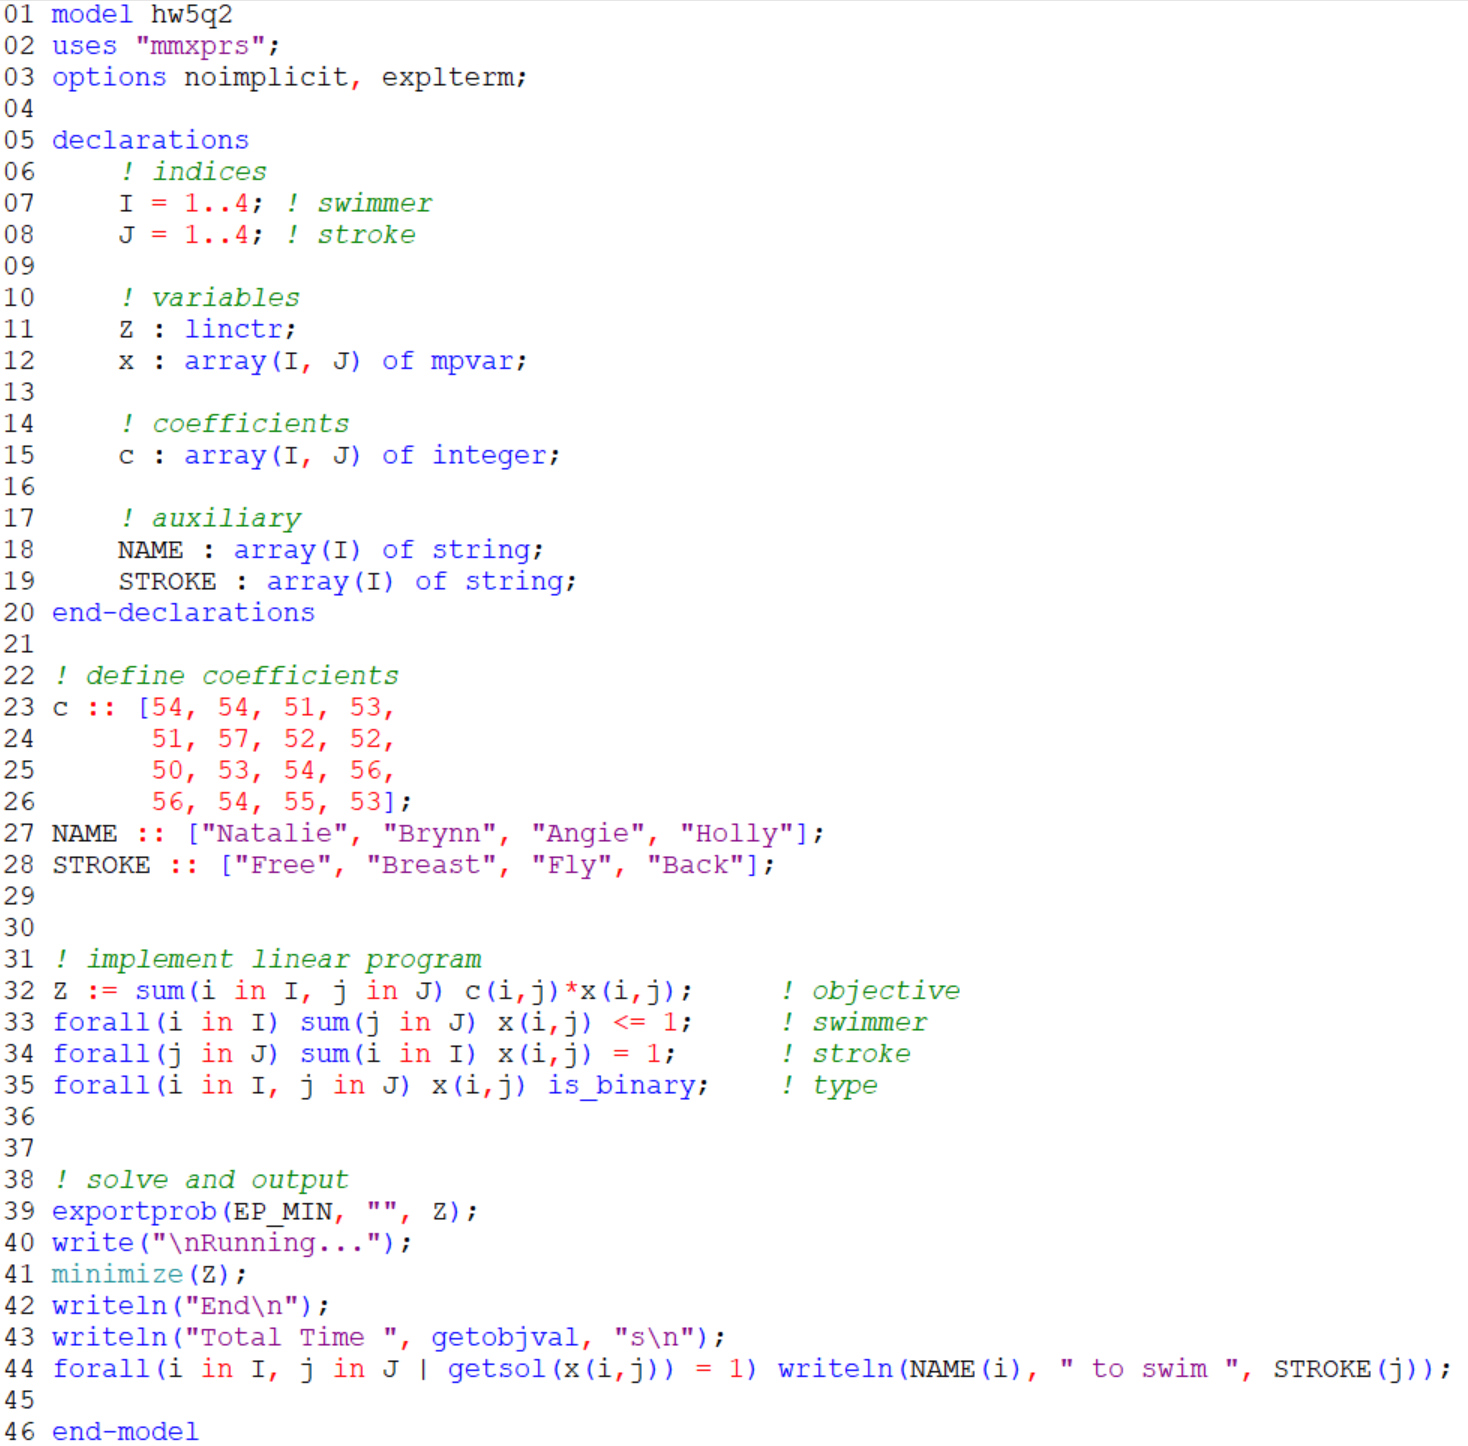 01 model hw5q2
02 uses "mmxprs";
03 options noimplicit, explterm;
04
05 declarations
06     ! indices
07     I = 1..4; ! swimmer
08     J = 1..4; ! stroke
09
10     ! variables
11     Z : linctr;
12     x : array(I, J) of mpvar;
13
14     ! coefficients
15     c : array(I, J) of integer;
16
17     ! auxiliary
18     NAME : array(I) of string;
19     STROKE : array(I) of string;
20 end-declarations
21
22 ! define coefficients
23 c :: [54, 54, 51, 53,
24       51, 57, 52, 52,
25       50, 53, 54, 56,
26       56, 54, 55, 53];
27 NAME :: ["Natalie", "Brynn", "Angie", "Holly"];
28 STROKE :: ["Free", "Breast", "Fly", "Back"];
29
30
31 ! implement linear program
32 Z := sum(i in I, j in J) c(i,j)*x(i,j);     ! objective
33 forall(i in I) sum(j in J) x(i,j) <= 1;     ! swimmer
34 forall(j in J) sum(i in I) x(i,j) = 1;      ! stroke
35 forall(i in I, j in J) x(i,j) is_binary;    ! type
36
37
38 ! solve and output
39 exportprob(EP_MIN, "", Z);
40 write("\nRunning...");
41 minimize(Z);
42 writeln("End\n");
43 writeln("Total Time ", getobjval, "s\n");
44 forall(i in I, j in J | getsol(x(i,j)) = 1) writeln(NAME(i), " to swim ", STROKE(j));
45
46 end-model